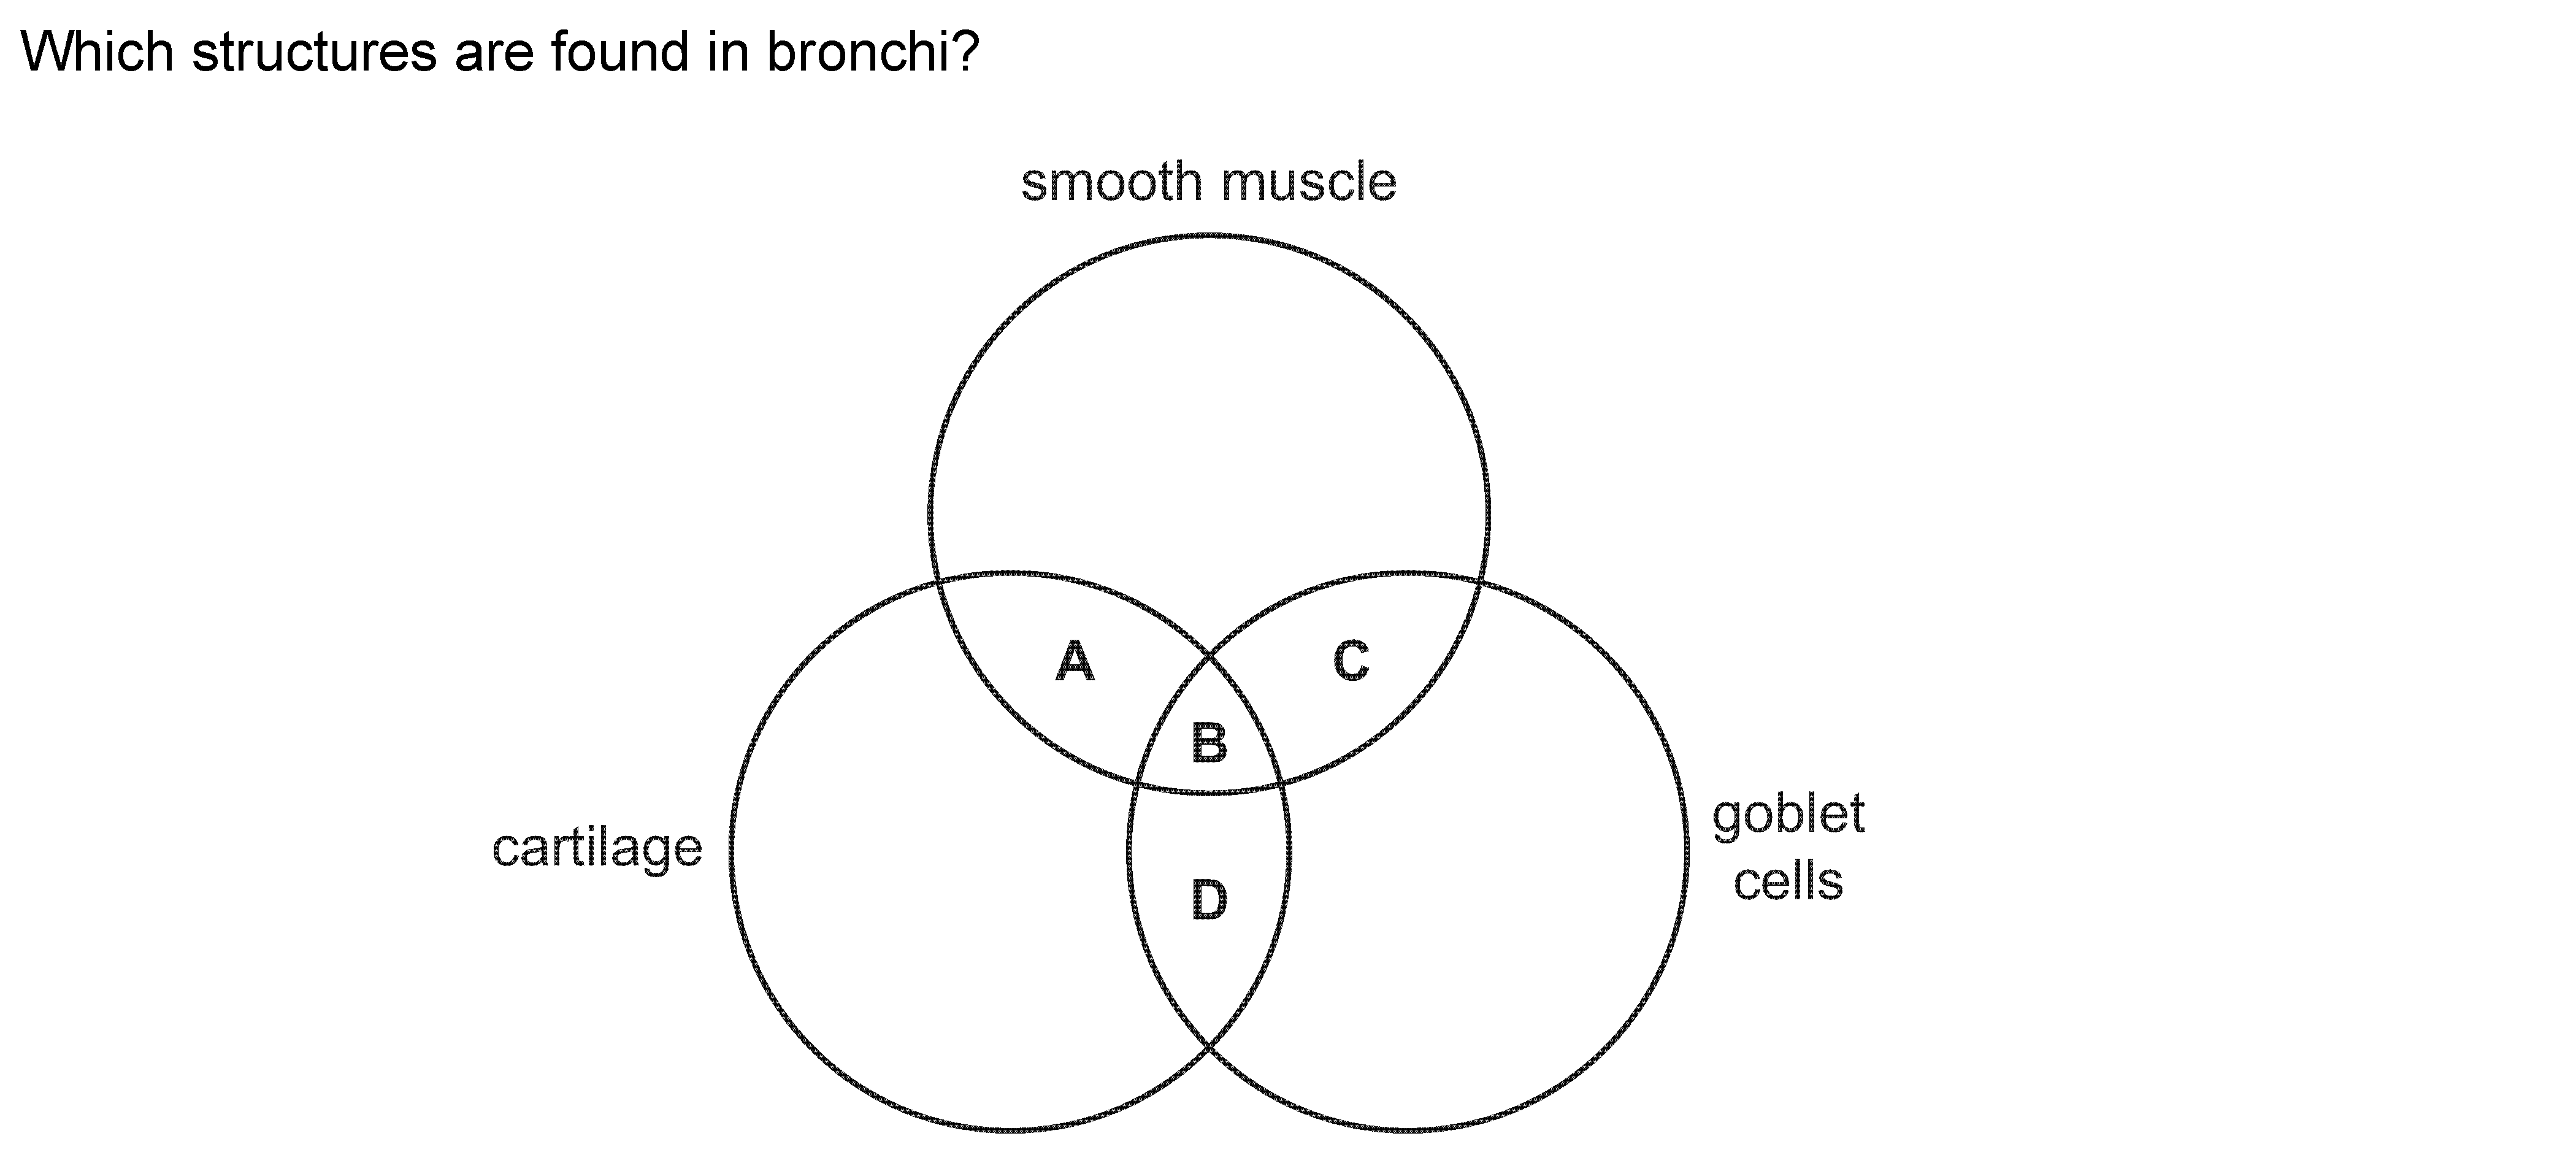 Which structures are found in bronchi?
smooth muscle
A
C
B
cartilage
goblet
cells
D